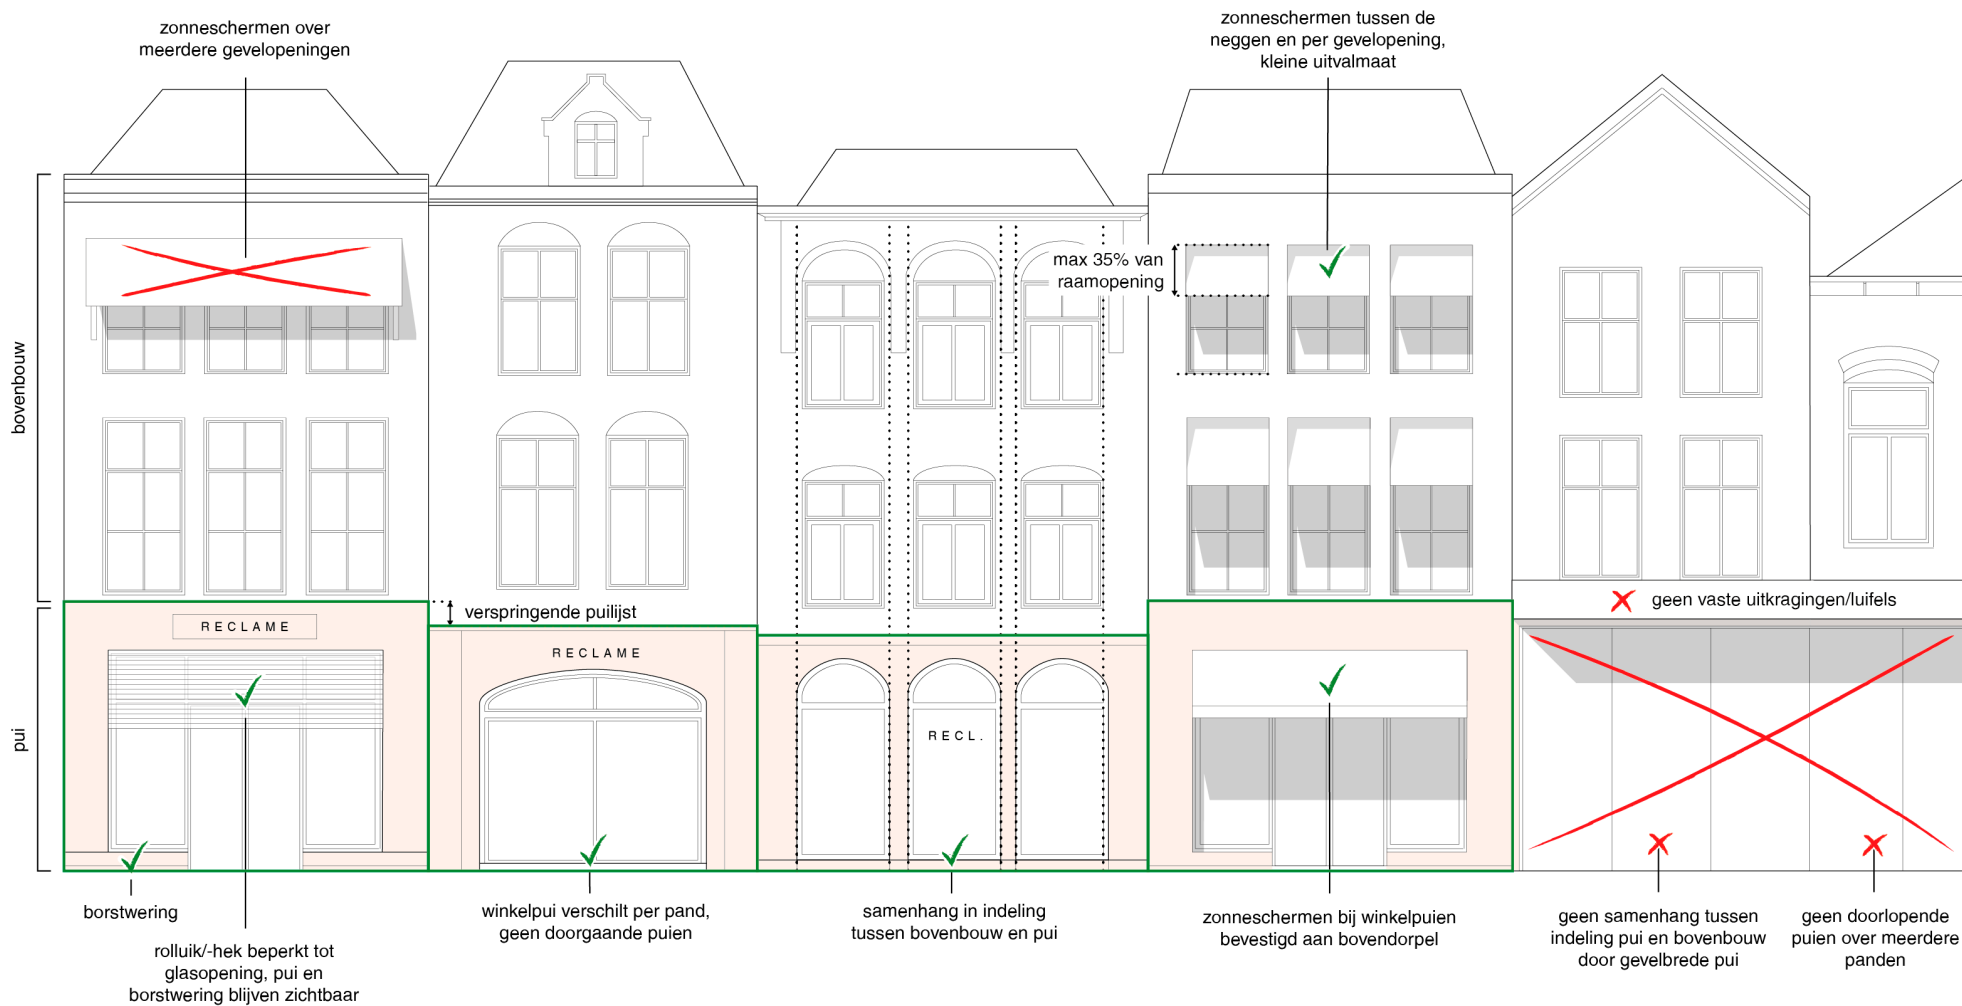 zonneschermen over
meerdere gevelopeningen
zonneschermen tussen de
neggen en per gevelopening,
kleine uitvalmaat
max 35% van
raamopening
bovenbouw
pui
verspringende puilijst
geen vaste uitkragingen/luifels
RECLAME
RECLAME
RECL.
borstwering
rolluik/-hek beperkt tot
glasopening, pui en
borstwering blijven zichtbaar
winkelpui verschilt per pand,
geen doorgaande puien
samenhang in indeling
tussen bovenbouw en pui
zonneschermen bij winkelpuien
bevestigd aan bovendorpel
geen samenhang tussen
indeling pui en bovenbouw
door gevelbrede pui
geen doorlopende
puien over meerdere
panden